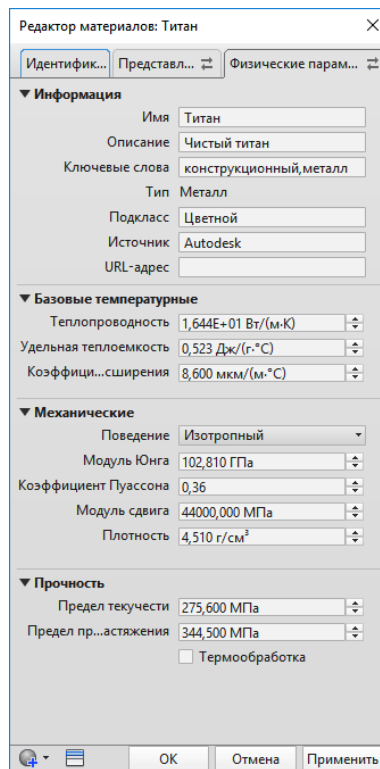 Редактор материалов: Титан
Идентифик... Представл... Физические парам...
Информация
Имя Титан
Описание Чистый титан
Ключевые слова конструкционный,металл
Тип Металл
Подкласс Цветной
Источник Autodesk
URL-адрес
Базовые температурные
Теплопроводность 1,644E+01 Вт/(м·К)
Удельная теплоемкость 0,523 Дж/(г·°C)
Коэффици...сширения 8,600 мкм/(м·°C)
Механические
Поведение Изотропный
Модуль Юнга 102,810 ГПа
Коэффициент Пуассона 0,36
Модуль сдвига 44000,000 МПа
Плотность 4,510 г/см³
Прочность
Предел текучести 275,600 МПа
Предел пр...астяжения 344,500 МПа
Термообработка
ОК Отмена Применить